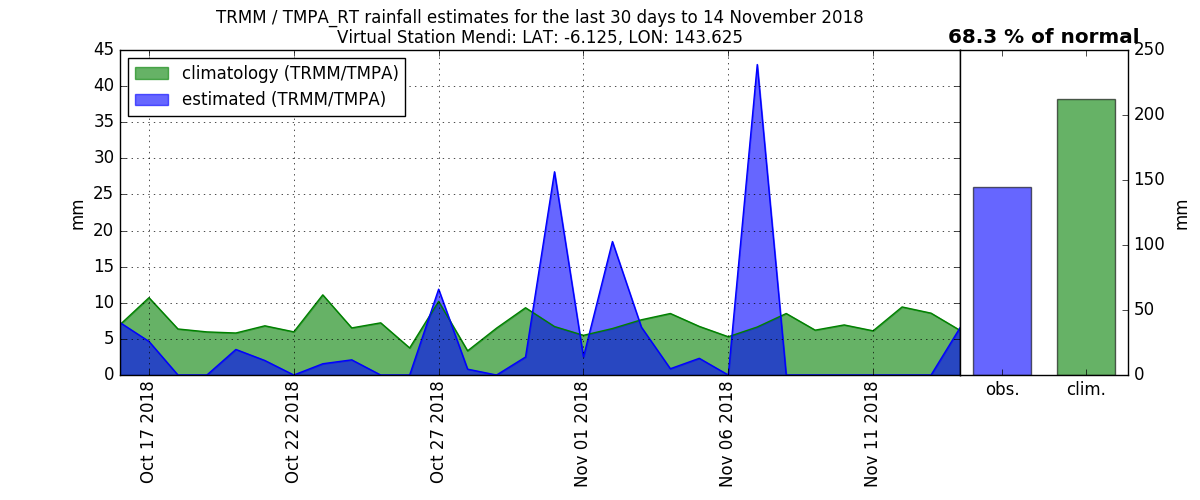 TRMM / TMPA_RT rainfall estimates for the last 30 days to 14 November 2018
Virtual Station Mendi: LAT: -6.125, LON: 143.625
68.3 % of normal
climatology (TRMM/TMPA)
estimated (TRMM/TMPA)
45
40
35
30
25
20
15
10
5
0
mm
Oct 17 2018
Oct 22 2018
Oct 27 2018
Nov 01 2018
Nov 06 2018
Nov 11 2018
obs.
clim.
250
200
150
100
50
0
mm